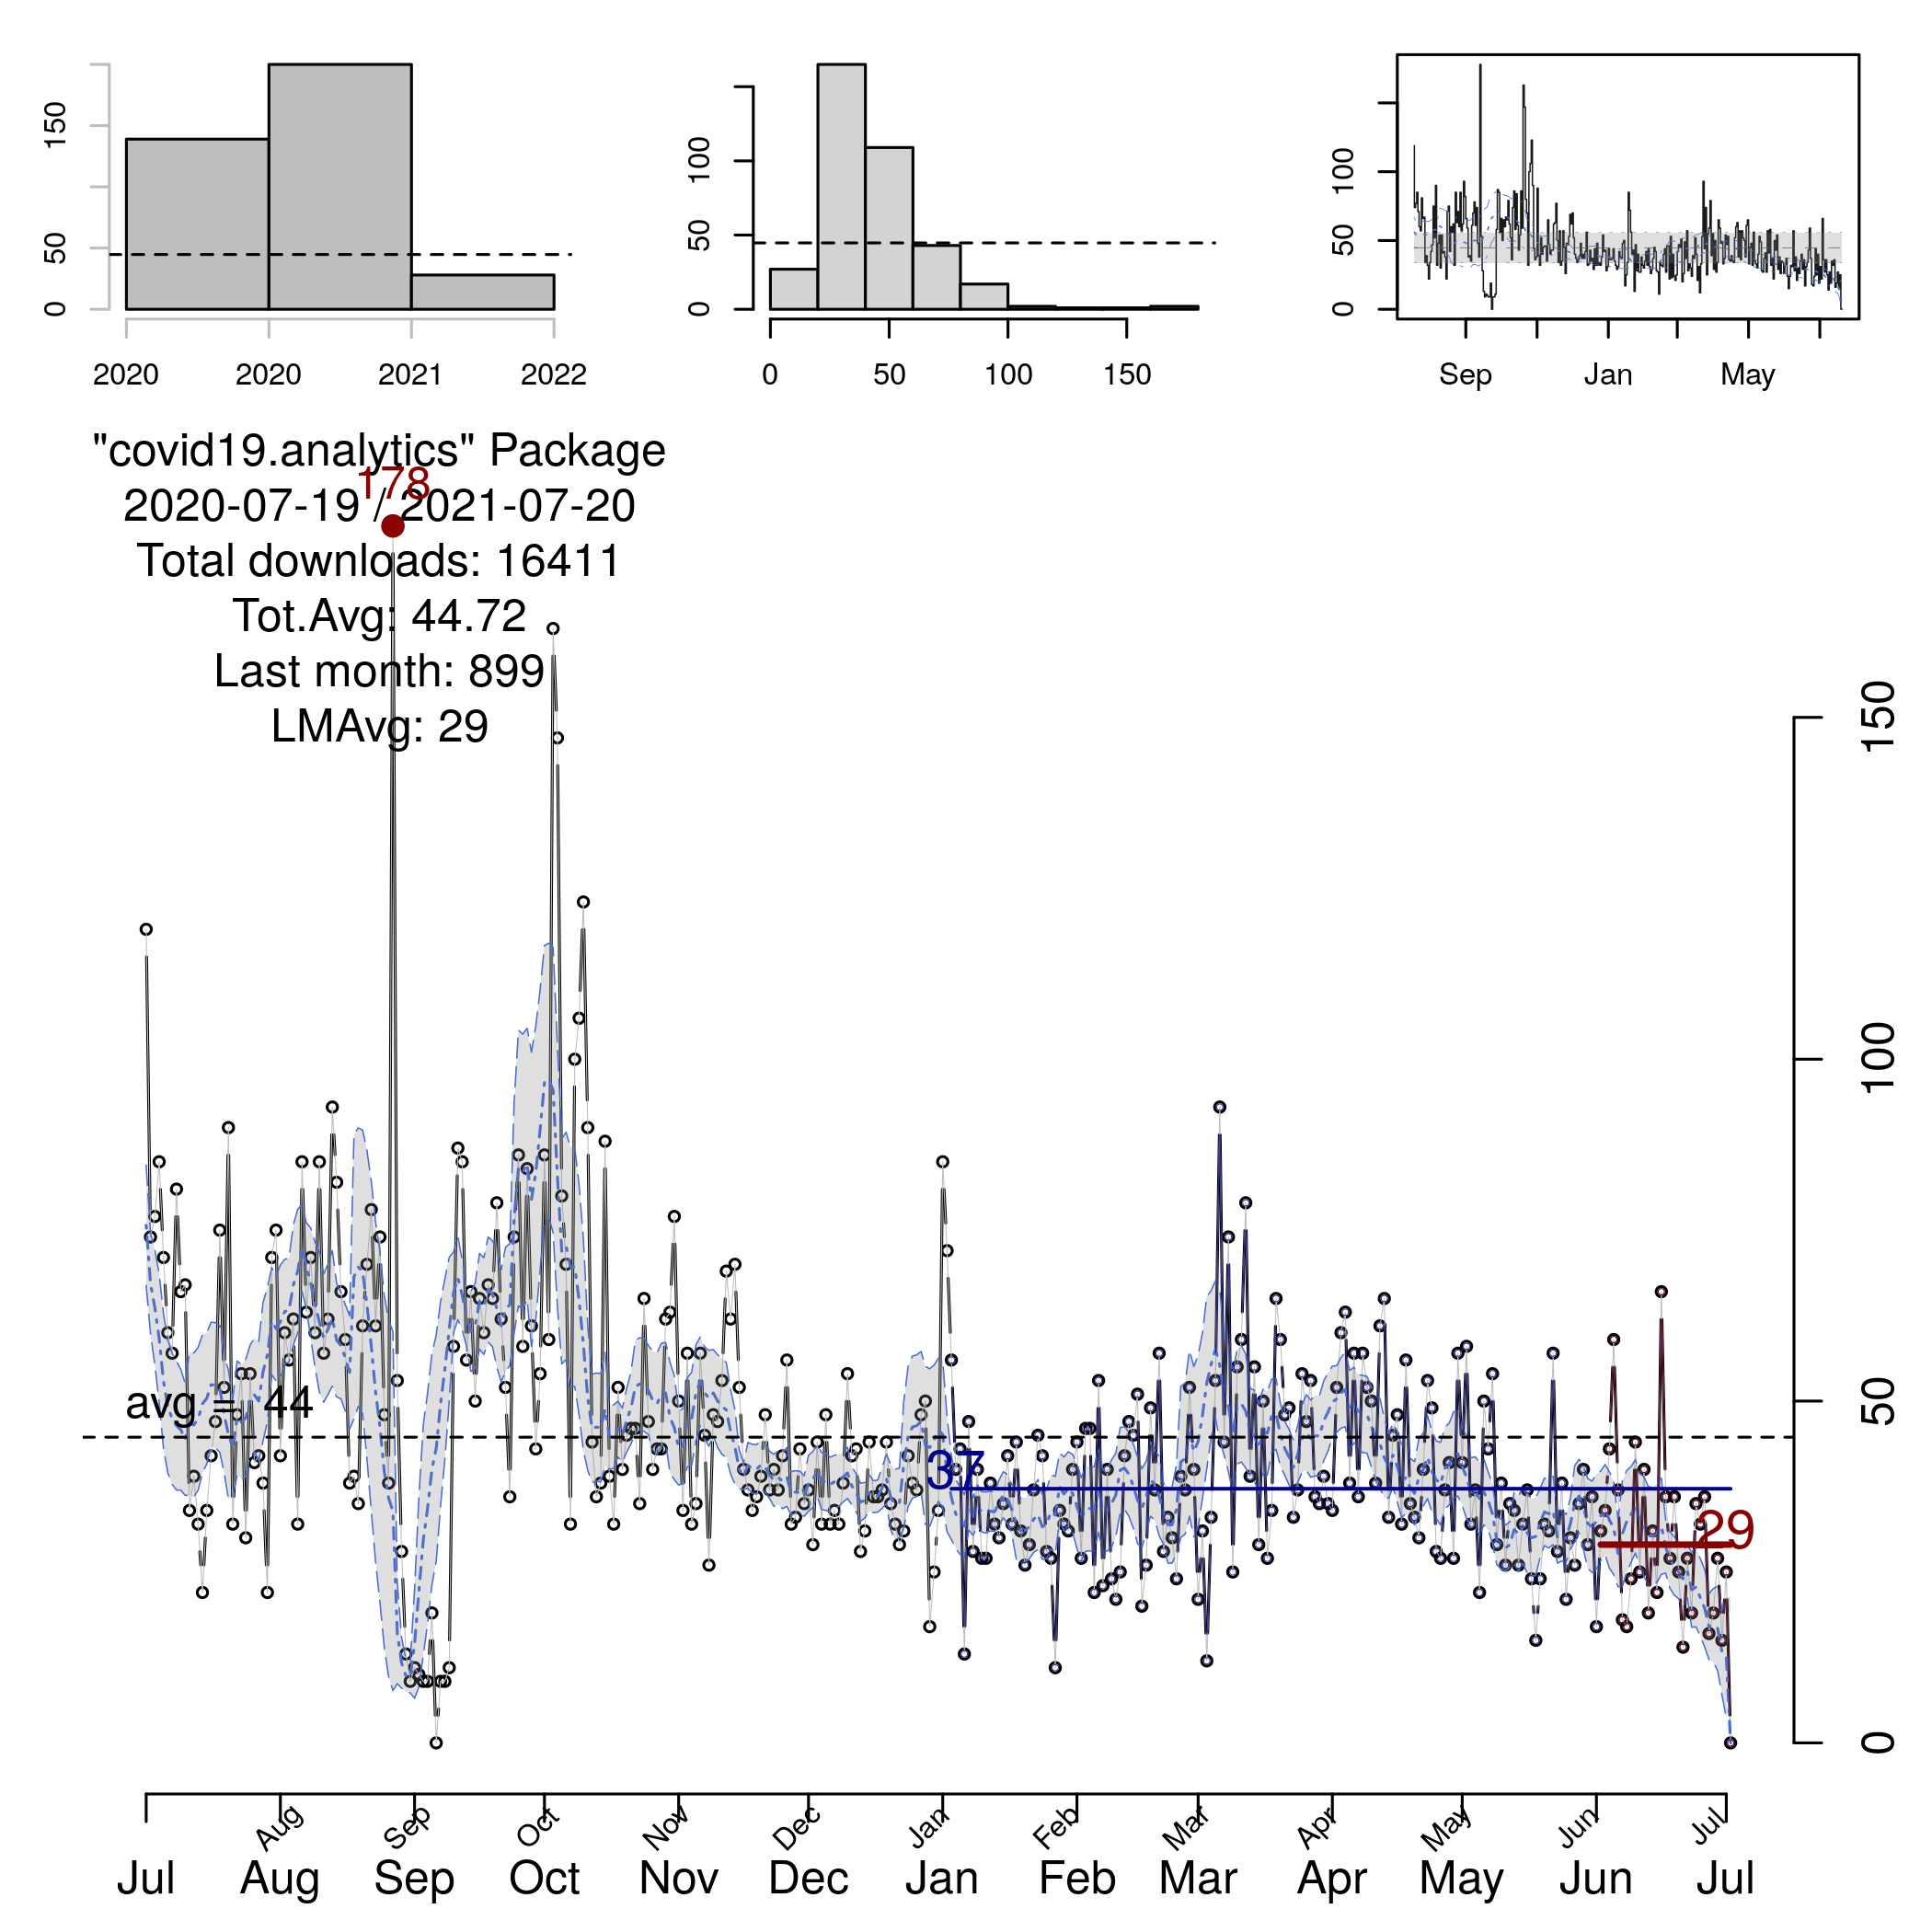 150
50
0
2020 2020 2021 2022
100
50
0
0 50 100 150
100
50
0
Sep Jan May
"covid19.analytics" Package
178
2020-07-19 / 2021-07-20
Total downloads: 16411
Tot.Avg: 44.72
Last month: 899
LMAvg: 29
150
100
50
0
avg = 44
37
29
Aug Sep Oct Nov Dec Jan Feb Mar Apr May Jun Jul
Jul Aug Sep Oct Nov Dec Jan Feb Mar Apr May Jun Jul